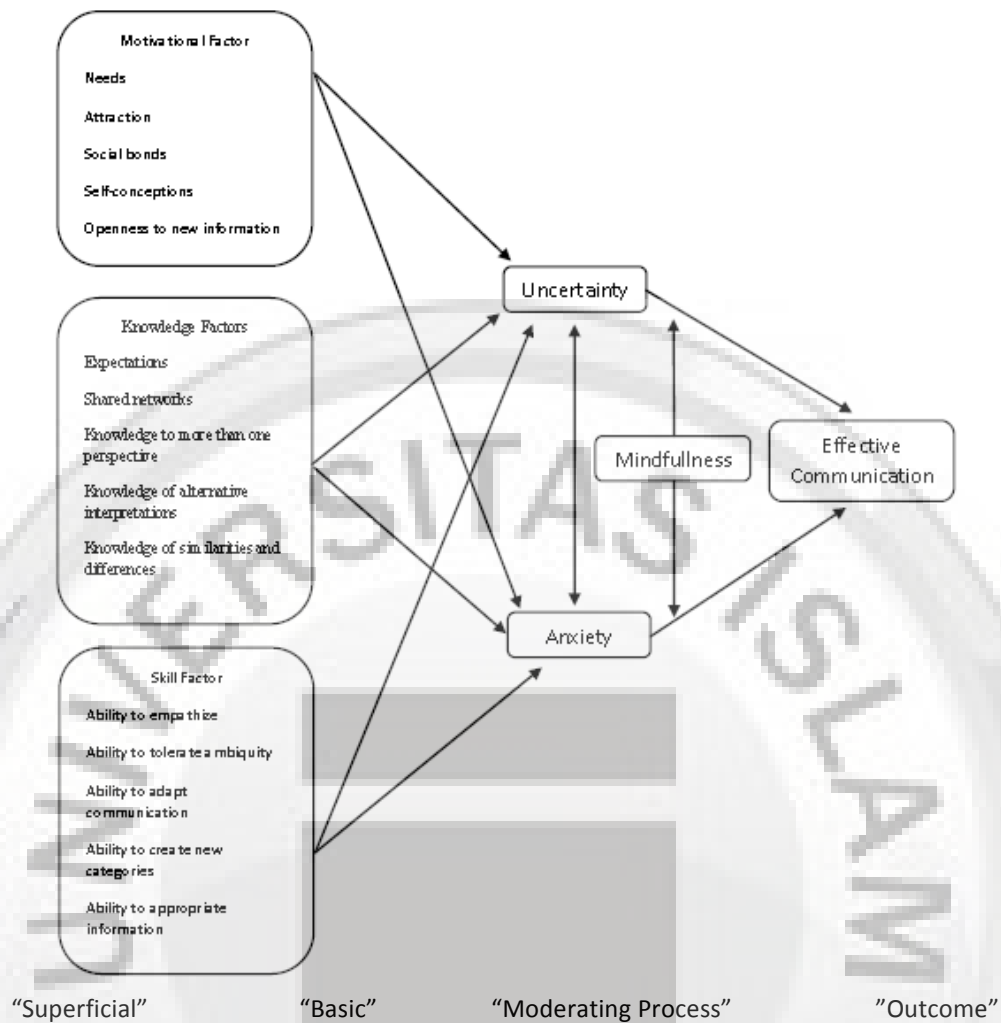 Motivational Factor
Needs
Attraction
Social bonds
Self-conceptions
Openness to new information
Knowledge Factors
Expectations
Shared networks
Knowledge to more than one
perspective
Knowledge of alternative
interpretations
Knowledge of similarities and
differences
Skill Factor
Ability to empathize
Ability to tolerate ambiquity
Ability to adapt
communication
Ability to create new
categories
Ability to appropriate
information
Uncertainty
Mindfullness
Anxiety
Effective
Communication
UNIVERSITAS ISLAM
“Superficial” “Basic” “Moderating Process” ”Outcome”